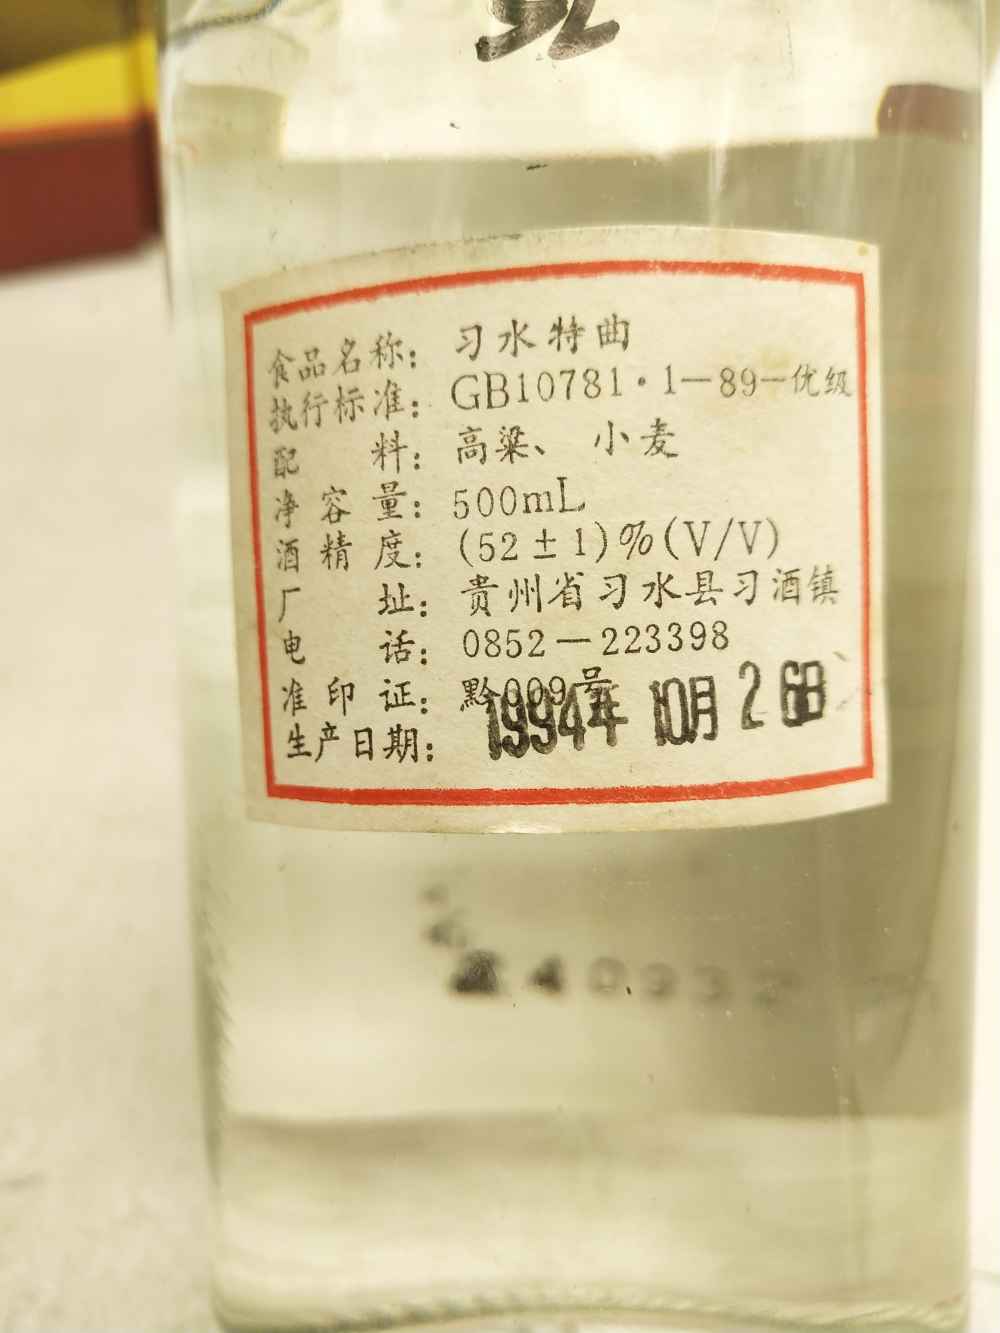 食品名称：习水特曲
执行标准：GB10781·1-89-优级
配料：高粱、小麦
净容量：500mL
酒精度：(52±1)%(V/V)
厂址：贵州省习水县习酒镇
电话：0852-223398
准印证：黔009号
生产日期：1994年 10月 26日